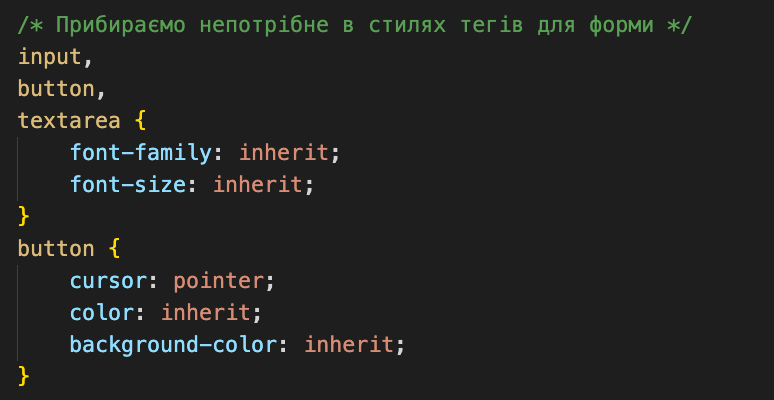 /* Прибираємо непотрібне в стилях тегів для форми */
input,
button,
textarea {
    font-family: inherit;
    font-size: inherit;
}
button {
    cursor: pointer;
    color: inherit;
    background-color: inherit;
}